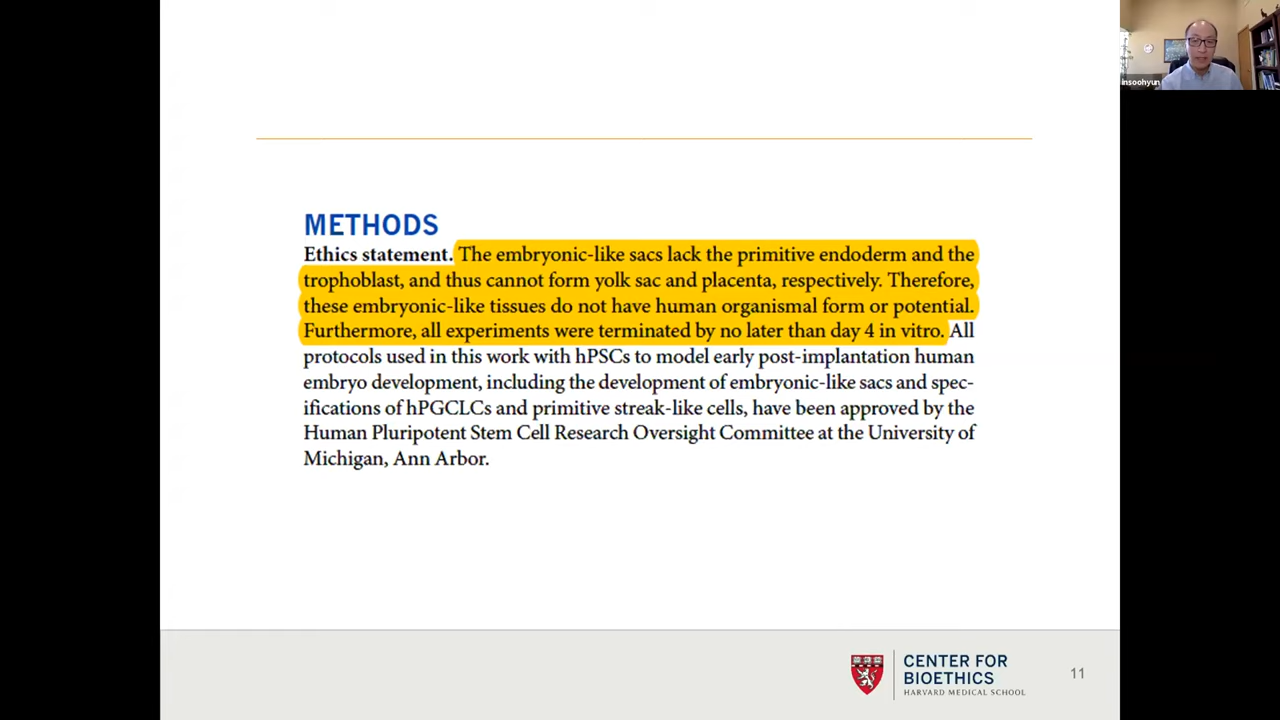 insoohyun
METHODS
Ethics statement. The embryonic-like sacs lack the primitive endoderm and the
trophoblast, and thus cannot form yolk sac and placenta, respectively. Therefore,
these embryonic-like tissues do not have human organismal form or potential.
Furthermore, all experiments were terminated by no later than day 4 in vitro. All
protocols used in this work with hPSCs to model early post-implantation human
embryo development, including the development of embryonic-like sacs and spec-
ifications of hPGCLCs and primitive streak-like cells, have been approved by the
Human Pluripotent Stem Cell Research Oversight Committee at the University of
Michigan, Ann Arbor.
CENTER FOR
BIOETHICS
HARVARD MEDICAL SCHOOL
11